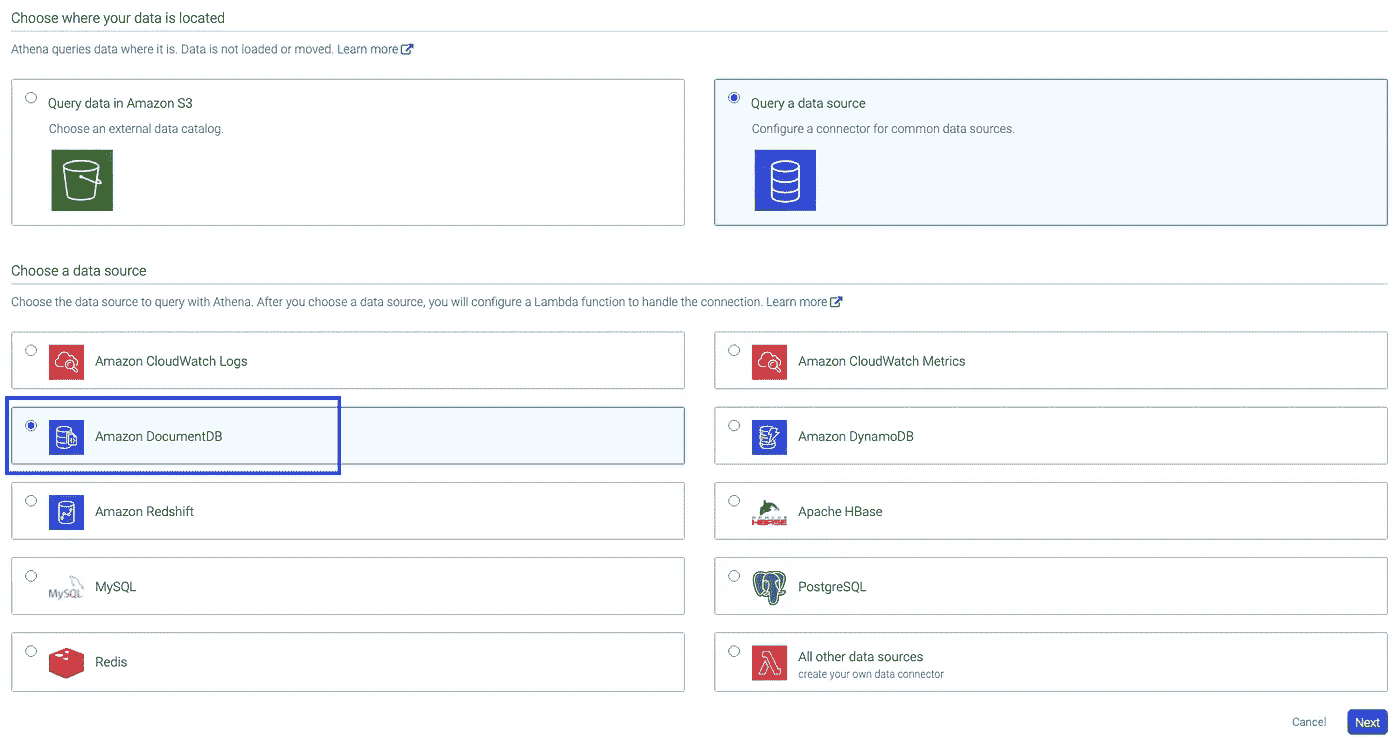 Choose where your data is located
Athena queries data where it is. Data is not loaded or moved. Learn more
Query data in Amazon S3
Choose an external data catalog.
Query a data source
Configure a connector for common data sources.
Choose a data source
Choose the data source to query with Athena. After you choose a data source, you will configure a Lambda function to handle the connection. Learn more
Amazon CloudWatch Logs
Amazon CloudWatch Metrics
Amazon DocumentDB
Amazon DynamoDB
Amazon Redshift
APACHE
HBASE
Apache HBase
MySQL
MySQL
PostgreSQL
Redis
All other data sources
create your own data connector
Cancel
Next